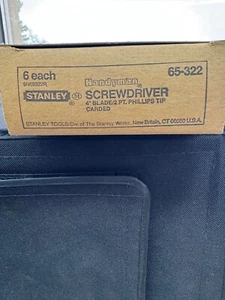 6 each
Handyman
65-322
STANLEY
SCREWDRIVER
4" BLADE/2 PT. PHILLIPS TIP
CARDED
STANLEY TOOLS Div. of The Stanley Works, New Britain, CT U.S.A.